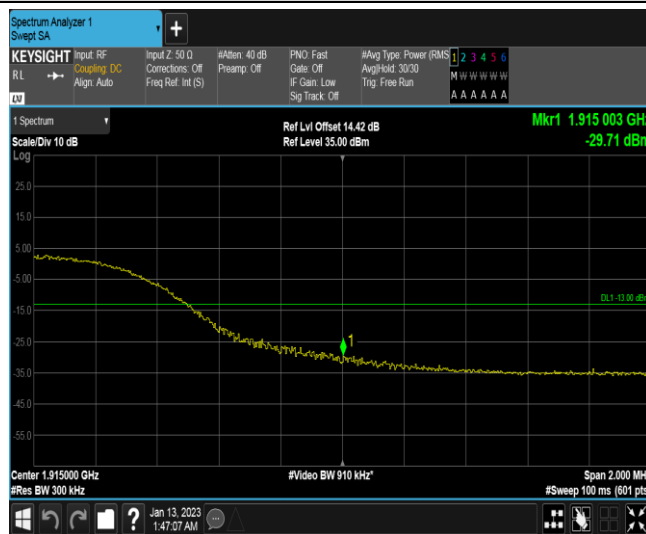 Spectrum Analyzer 1
Swept SA
+
KEYSIGHT Input: RF Input Z: 50 Ω #Atten: 40 dB PNO: Fast #Avg Type: Power (RMS 1 2 3 4 5 6
RL Coupling: DC Corrections: Off Preamp: Off Gate: Off Avg|Hold: 30/30 M W W W W W
Align: Auto Freq Ref: Int (S) IF Gain: Low Trig: Free Run
LXI Sig Track: Off A A A A A A
1 Spectrum Ref Lvl Offset 14.42 dB Mkr1 1.915 003 GHz
Scale/Div 10 dB Ref Level 35.00 dBm -29.71 dBm
Log
25.0
15.0
5.00
-5.00
DL1 -13.00 dBm
-15.0
-25.0
1
-35.0
-45.0
-55.0
Center 1.915000 GHz #Video BW 910 kHz* Span 2.000 MH
#Res BW 300 kHz #Sweep 100 ms (601 pts
? Jan 13, 2023
1:47:07 AM